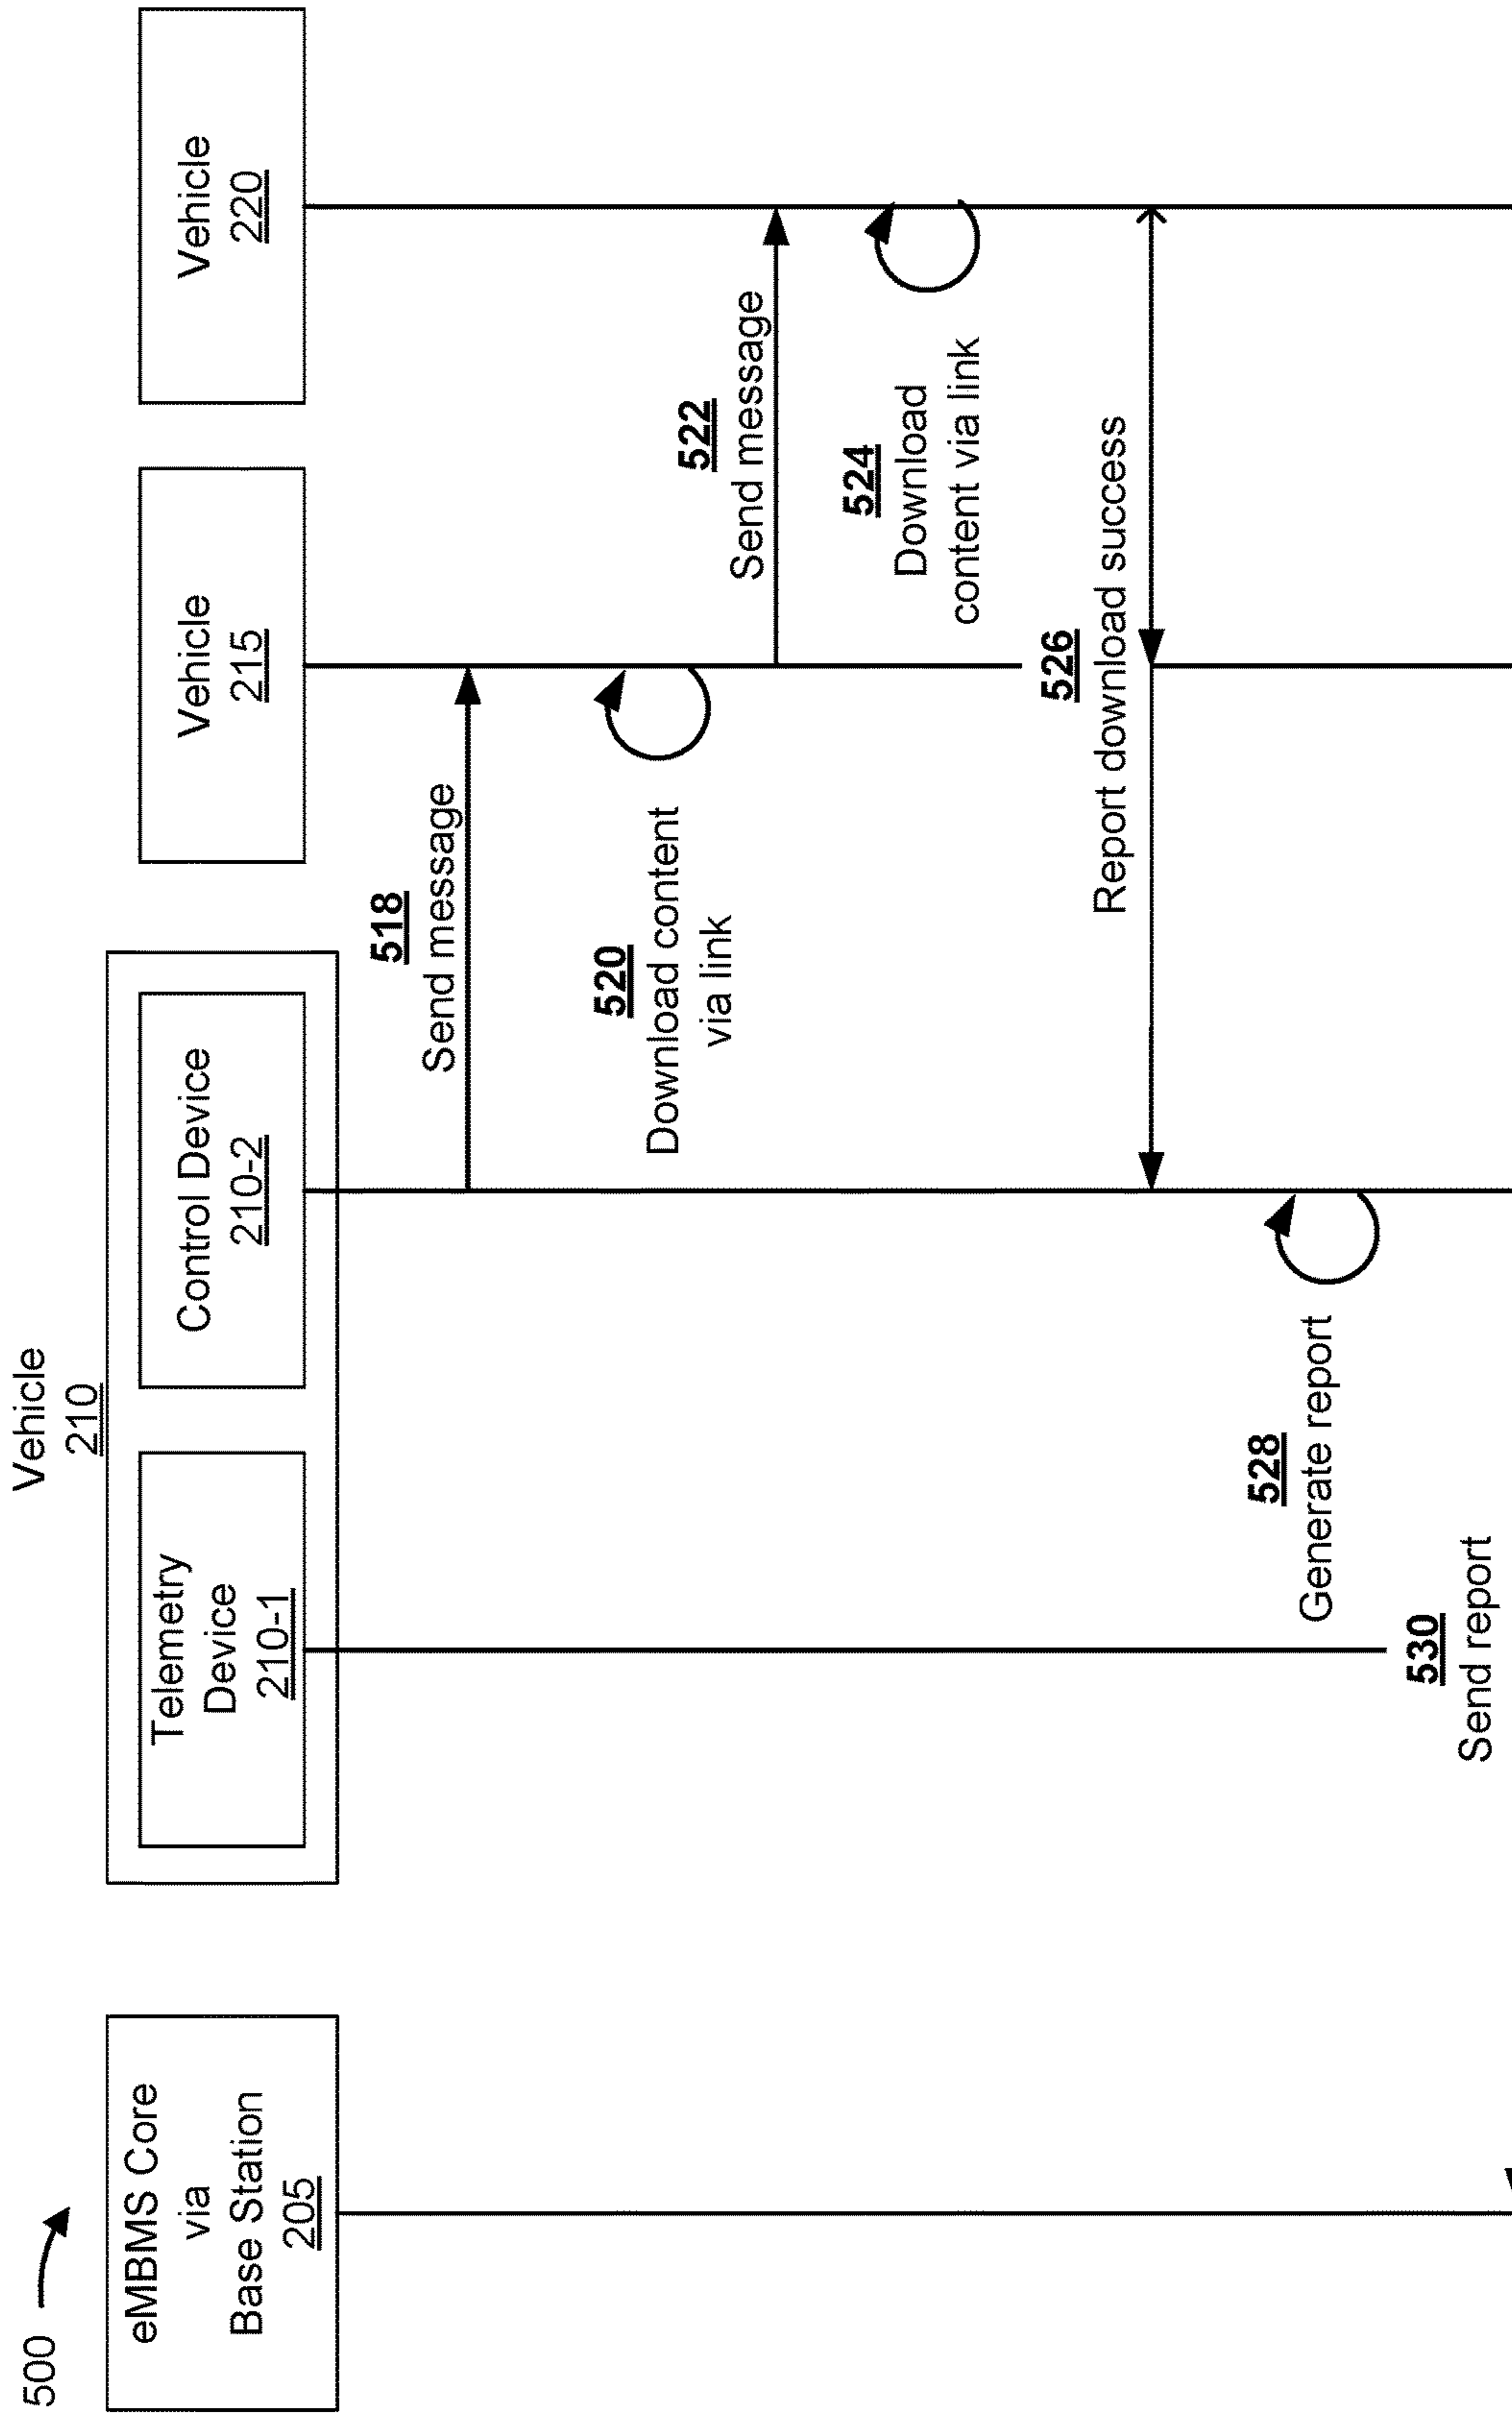 500
eMBMS Core
via
Base Station
205
Vehicle
210
Telemetry
Device
210-1
Control Device
210-2
Vehicle
215
Vehicle
220
518
Send message
520
Download content
via link
522
Send message
524
Download
content via link
526
Report download success
528
Generate report
530
Send report